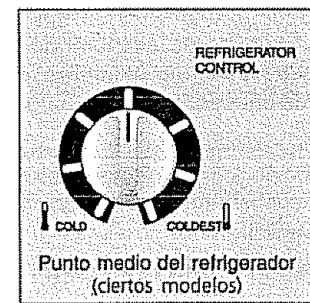 REFRIGERATOR
CONTROL
COLD
COLDEST
Punto medio del refrigerador
(ciertos modelos)